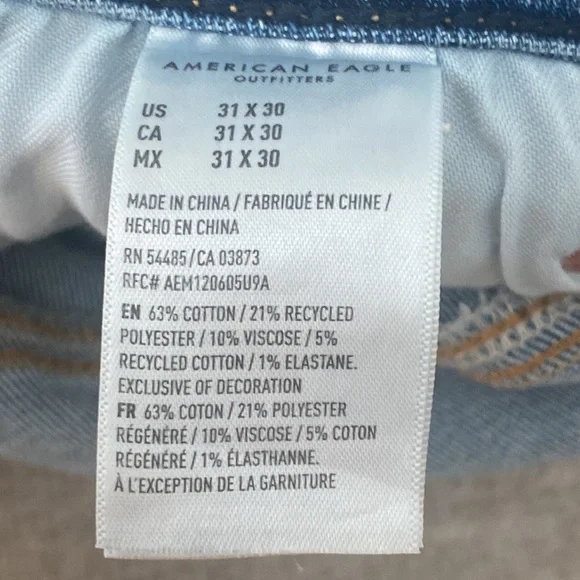 AMERICAN EAGLE
OUTFITTERS
US 31 X 30
CA 31 X 30
MX 31 X 30
MADE IN CHINA / FABRIQUÉ EN CHINE /
HECHO EN CHINA
RN 54485/CA 03873
RFC# AEM120605U9A
EN 63% COTTON / 21% RECYCLED
POLYESTER / 10% VISCOSE / 5%
RECYCLED COTTON / 1% ELASTANE.
EXCLUSIVE OF DECORATION
FR 63% COTON / 21% POLYESTER
RÉGÉNÉRÉ / 10% VISCOSE / 5% COTON
RÉGÉNÉRÉ / 1% ÉLASTHANNE.
À L'EXCEPTION DE LA GARNITURE